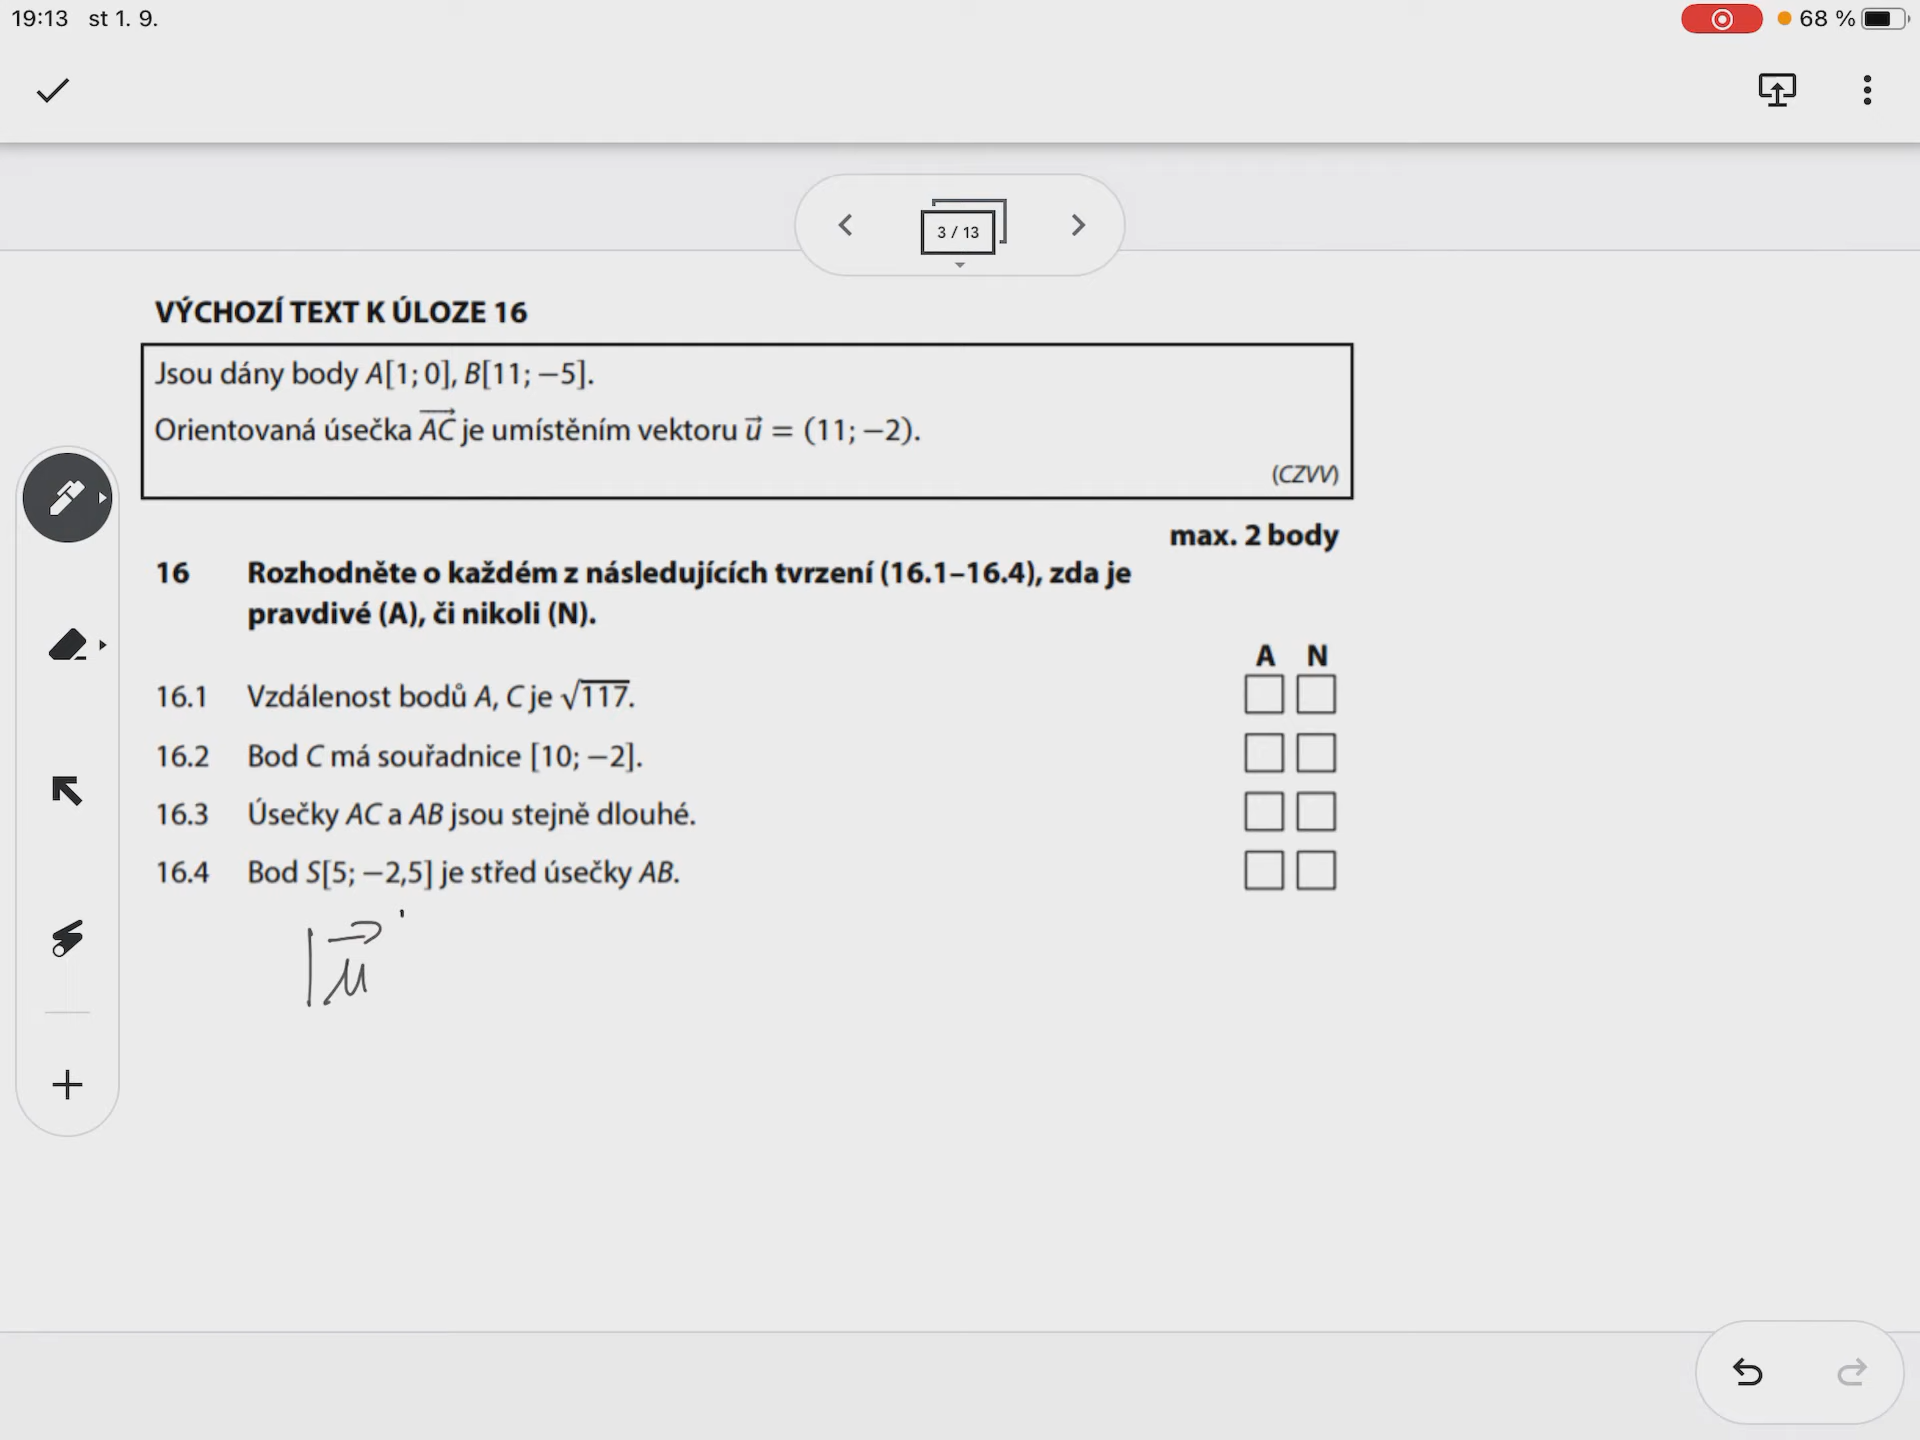 19:13 st 1. 9.
68 %
3 / 13
VÝCHOZÍ TEXT K ÚLOZE 16
Jsou dány body A[1; 0], B[11; −5].
Orientovaná úsečka \overrightarrow{AC} je umístěním vektoru \vec{u} = (11; −2).
(CZVV)
max. 2 body
16 Rozhodněte o každém z následujících tvrzení (16.1–16.4), zda je
pravdivé (A), či nikoli (N).
A N
16.1 Vzdálenost bodů A, C je √117.
16.2 Bod C má souřadnice [10; −2].
16.3 Úsečky AC a AB jsou stejně dlouhé.
16.4 Bod S[5; −2,5] je střed úsečky AB.
|\vec{u}